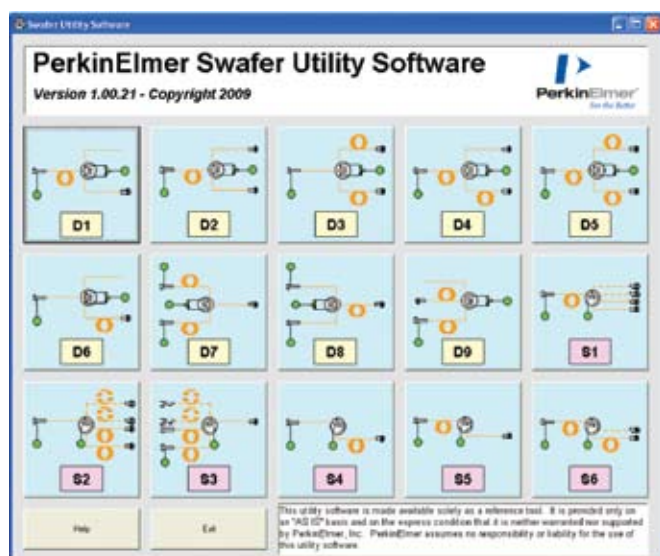 Swafer Utility Software
PerkinElmer Swafer Utility Software
Version 1.00.21 - Copyright 2009
PerkinElmer
For the Better
D1
D2
D3
D4
D5
D6
D7
D8
D9
S1
S2
S3
S4
S5
S6
Help
Exit
This utility software is made available solely as a reference tool. It is provided only on
an "AS IS" basis and on the express condition that it is neither warranted nor supported
by PerkinElmer, Inc. PerkinElmer assumes no responsibility or liability for the use of
this utility software.